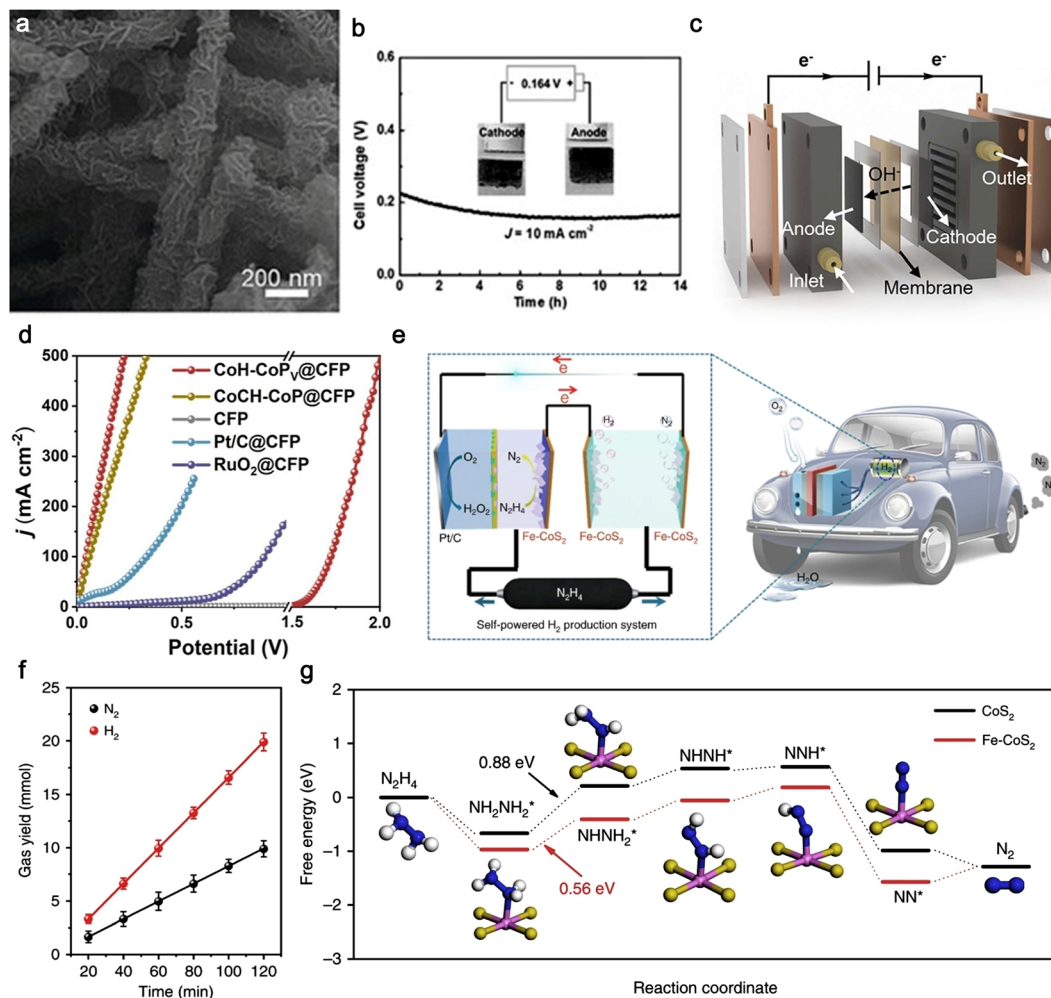 a
200 nm
b
Cell voltage (V)
0.6
0.4
0.2
0.0
- 0.164 V +
Cathode
Anode
J = 10 mA cm⁻²
0 2 4 6 8 10 12 14
Time (h)
c
e⁻
e⁻
OH⁻
Anode
Inlet
Outlet
Cathode
Membrane
d
j (mA cm⁻²)
500
400
300
200
100
0
CoH-CoPV@CFP
CoCH-CoP@CFP
CFP
Pt/C@CFP
RuO₂@CFP
0.0 0.5 1.5 2.0
Potential (V)
e
e
e
H₂
N₂
O₂
H₂O₂
N₂
N₂H₄
Pt/C
Fe-CoS₂
Fe-CoS₂
Fe-CoS₂
N₂H₄
Self-powered H₂ production system
O₂
H₂
N₂
H₂O
f
Gas yield (mmol)
25
20
15
10
5
0
N₂
H₂
20 40 60 80 100 120
Time (min)
g
Free energy (eV)
2
1
0
–1
–2
–3
CoS₂
Fe-CoS₂
N₂H₄
NH₂NH₂*
0.88 eV
0.56 eV
NHNH₂*
NHNH*
NNH*
NN*
N₂
Reaction coordinate